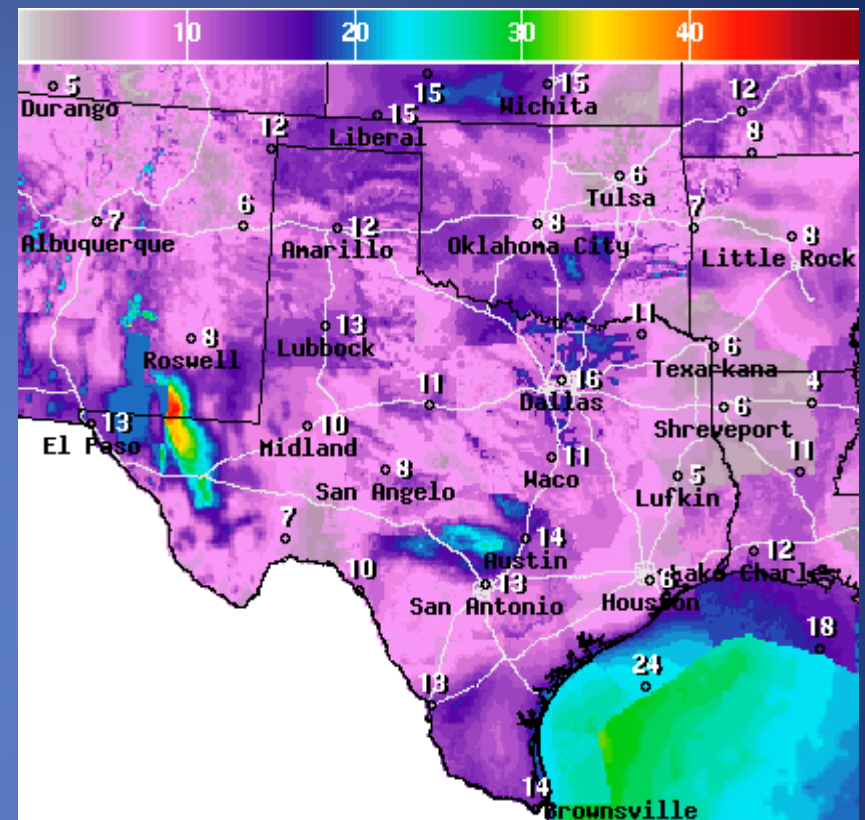 10 20 30 40
5 15 15 12
Durango 15 Wichita
12 Liberal 8
6
Tulsa
7 6 12 8 7 8
Albuquerque Amarillo Oklahoma City Little Rock
8 13 11
Roswell Lubbock 6
16 Texarkana
11 Dallas 6 4
13 10 Shreveport
El Paso Midland 11 11
8 Waco 5
San Angelo Lufkin
7 14 12
Austin
10 13 6 Lake Charles
San Antonio Houston
18
24
13
14
Brownsville